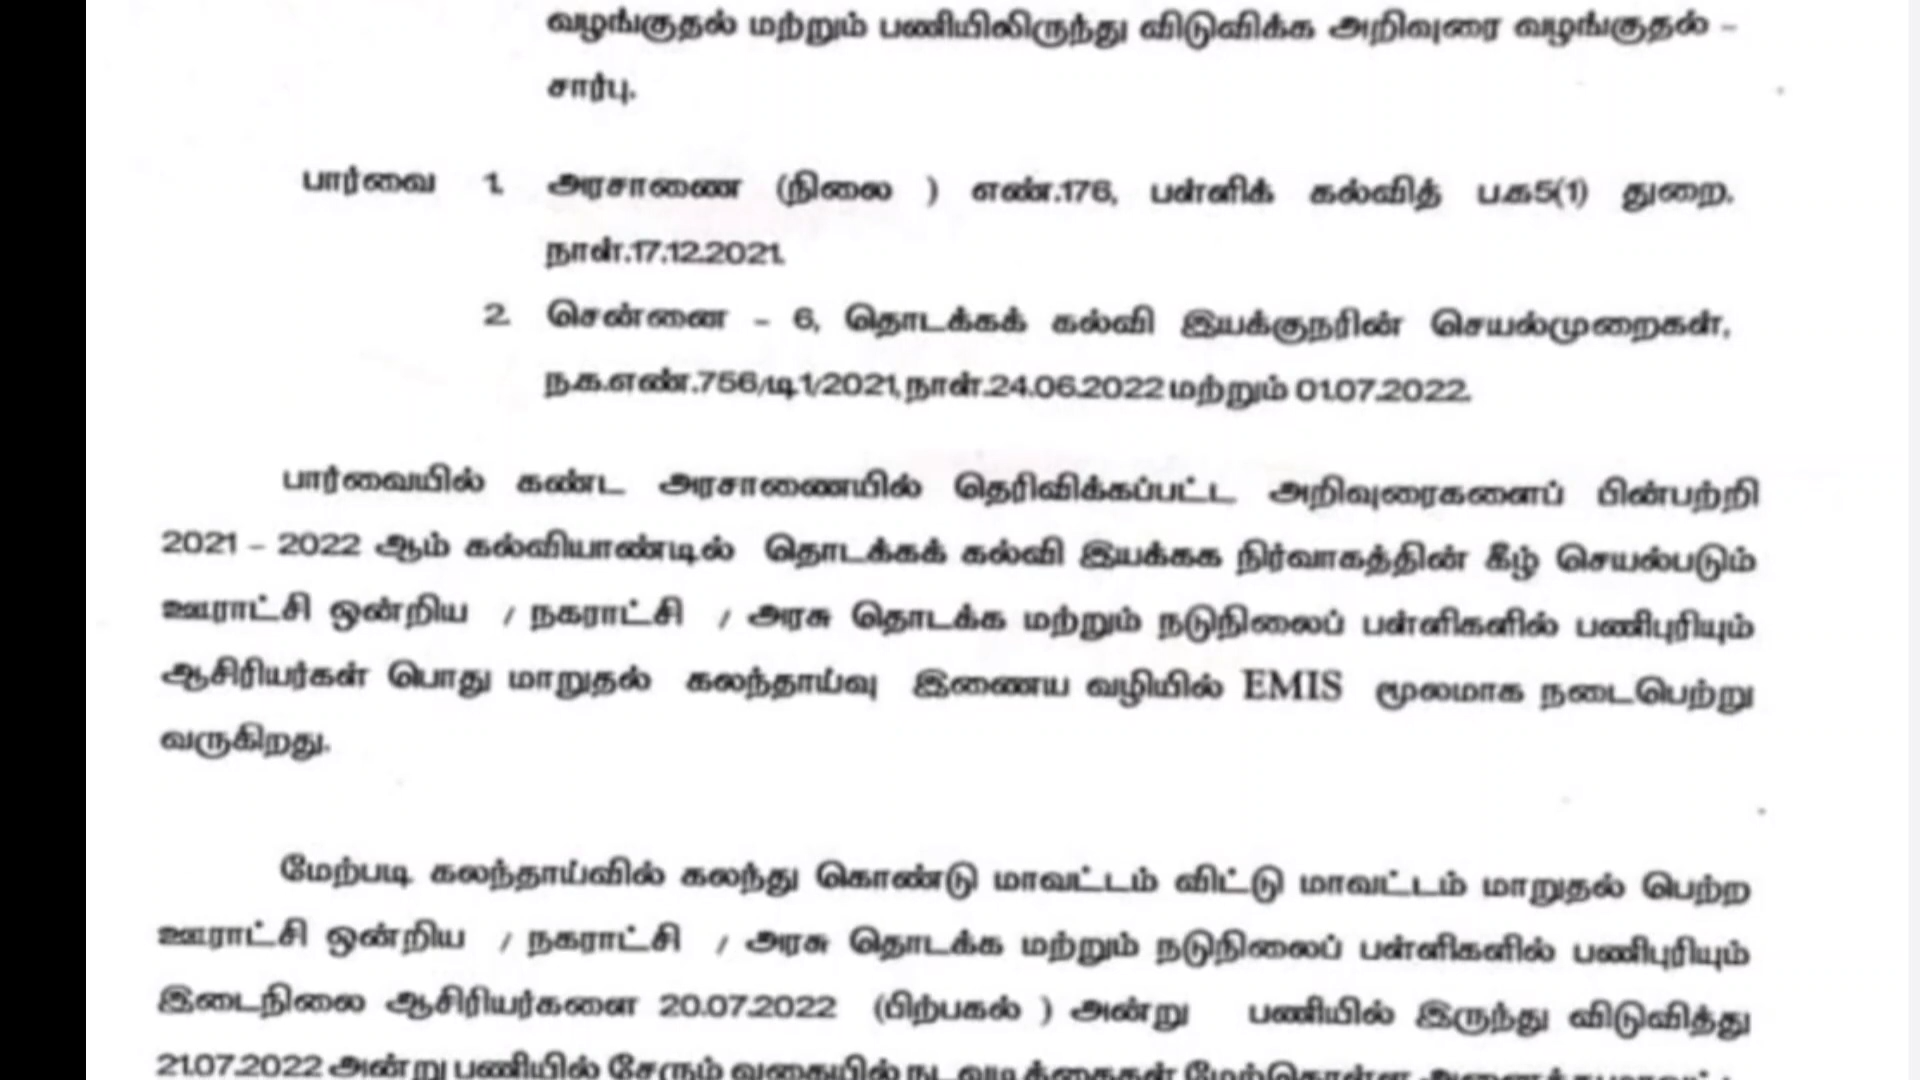 வழங்குதல் மற்றும் பணியிலிருந்து விடுவிக்க அறிவுரை வழங்குதல் –
சார்பு.
பார்வை 1. அரசாணை (நிலை ) எண்.176, பள்ளிக் கல்வித் ப.க5(1) துறை.
நாள்.17.12.2021.
2. சென்னை – 6, தொடக்கக் கல்வி இயக்குநரின் செயல்முறைகள்,
ந.க.எண்.756/டி1/2021, நாள்.24.06.2022 மற்றும் 01.07.2022.
பார்வையில் கண்ட அரசாணையில் தெரிவிக்கப்பட்ட அறிவுரைகளைப் பின்பற்றி
2021 – 2022 ஆம் கல்வியாண்டில் தொடக்கக் கல்வி இயக்கக நிர்வாகத்தின் கீழ் செயல்படும்
ஊராட்சி ஒன்றிய / நகராட்சி / அரசு தொடக்க மற்றும் நடுநிலைப் பள்ளிகளில் பணிபுரியும்
ஆசிரியர்கள் பொது மாறுதல் கலந்தாய்வு இணைய வழியில் EMIS மூலமாக நடைபெற்று
வருகிறது.
மேற்படி கலந்தாய்வில் கலந்து கொண்டு மாவட்டம் விட்டு மாவட்டம் மாறுதல் பெற்ற
ஊராட்சி ஒன்றிய / நகராட்சி / அரசு தொடக்க மற்றும் நடுநிலைப் பள்ளிகளில் பணிபுரியும்
இடைநிலை ஆசிரியர்களை 20.07.2022 (பிற்பகல் ) அன்று பணியில் இருந்து விடுவித்து
21.07.2022 அன்று பணியில் சேரும் வகையில் நடவடிக்கைகள் மேற்கொள்ள